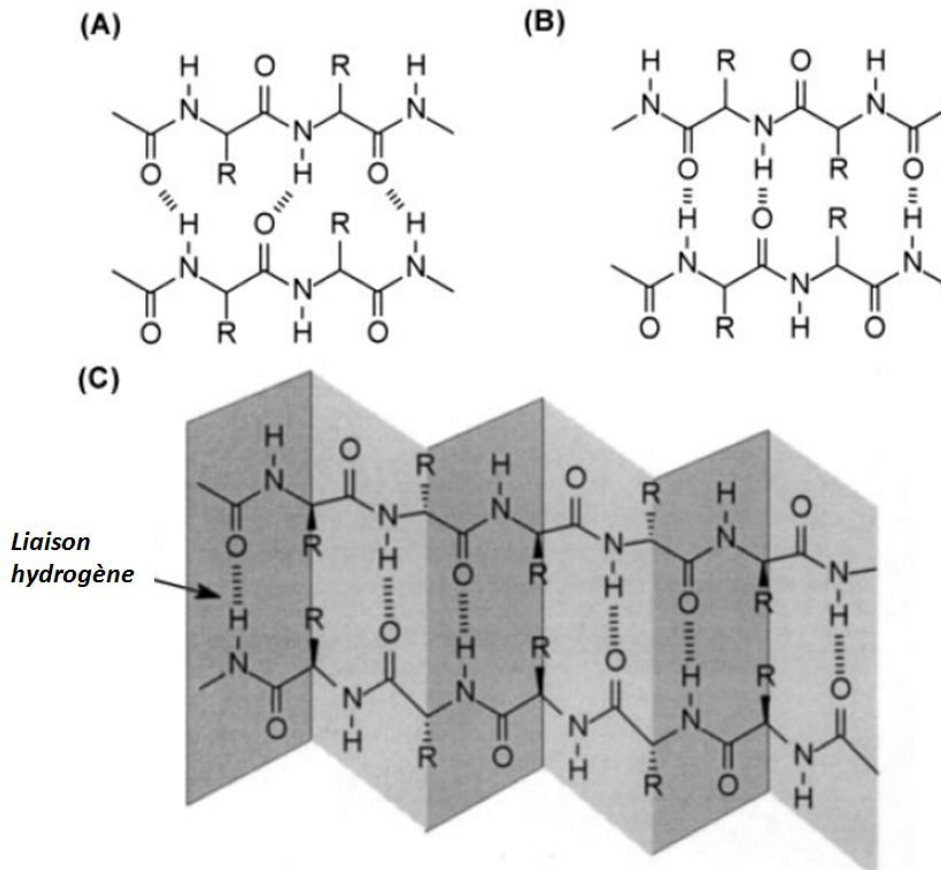 (A)
H O R H
N N N
O R H O
H O R H
N N N
O R H O
(B)
H R O H
N N N
O H R O
H O R H
N N N
O R H O
(C)
H O R H O R H O
N N N N N N
O R H O R H O R H
Liaison
hydrogène
H R O H R O H R O
N N N N N N
O H R O H R O H